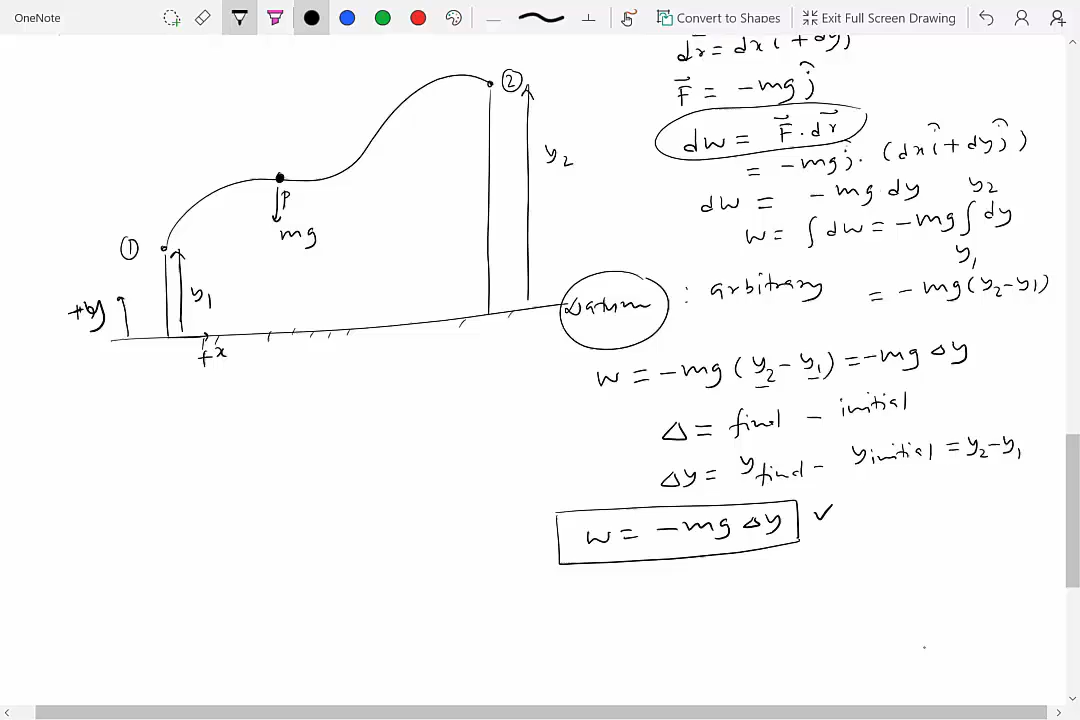 OneNote
Convert to Shapes
Exit Full Screen Drawing
dr⃗ = dx i + dy j
F⃗ = -mg ĵ
dw = F⃗ · dr⃗
= -mg ĵ · (dx î + dy ĵ)
dw = -mg dy
w = ∫ dw = -mg ∫ dy
y₂
y₁
= -mg (y₂ - y₁)
②
y₂
P
mg
①
y₁
+y
+x
Datum : arbitrary
w = -mg (y₂ - y₁) = -mg Δy
Δ = final - initial
Δy = y final - y initial = y₂ - y₁
w = -mg Δy ✓